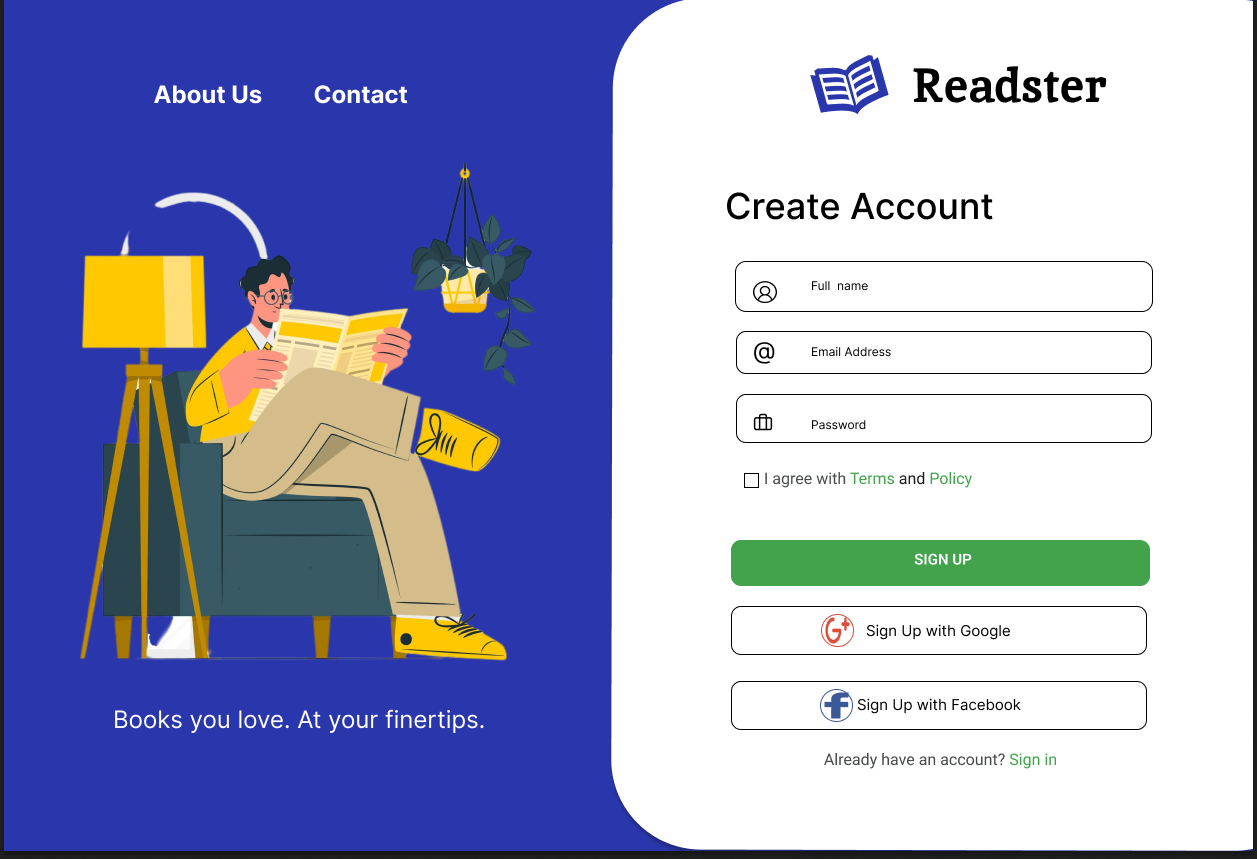 About Us Contact
Readster
Create Account
Full name
@ Email Address
Password
I agree with Terms and Policy
SIGN UP
G+ Sign Up with Google
f Sign Up with Facebook
Already have an account? Sign in
Books you love. At your finertips.